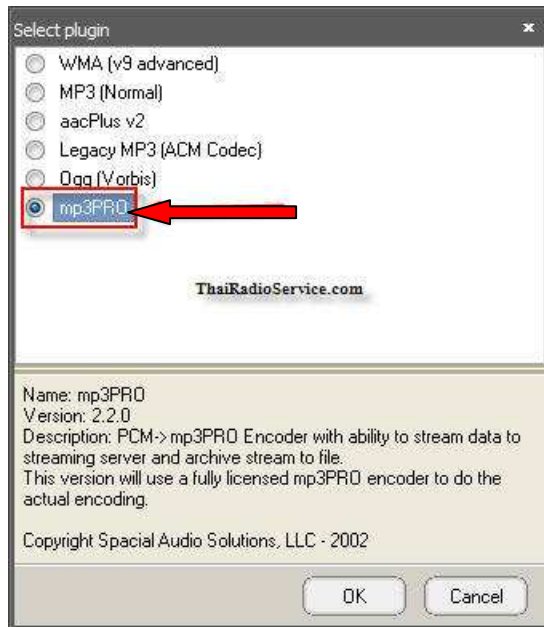 Select plugin
WMA (v9 advanced)
MP3 (Normal)
aacPlus v2
Legacy MP3 (ACM Codec)
Ogg (Vorbis)
mp3PRO
ThaiRadioService.com
Name: mp3PRO
Version: 2.2.0
Description: PCM-> mp3PRO Encoder with ability to stream data to
streaming server and archive stream to file.
This version will use a fully licensed mp3PRO encoder to do the
actual encoding.
Copyright Spacial Audio Solutions, LLC - 2002
OK Cancel